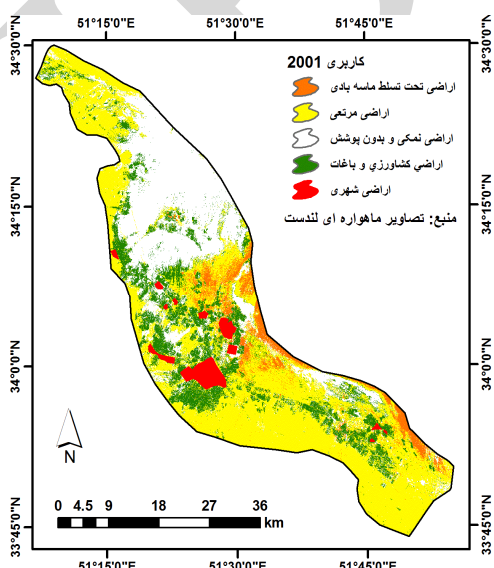 51°15'0"E 51°30'0"E 51°45'0"E
34°30'0"N 34°30'0"N
کاربری 2001
اراضی تحت تسلط ماسه بادی
اراضی مرتعی
اراضی نمکی و بدون پوشش
اراضي کشاورزي و باغات
اراضی شهری
منبع: تصاویر ماهواره ای لندست
34°15'0"N 34°15'0"N
34°0'0"N 34°0'0"N
N
0 4.5 9 18 27 36
km
33°45'0"N 33°45'0"N
51°15'0"E 51°30'0"E 51°45'0"E